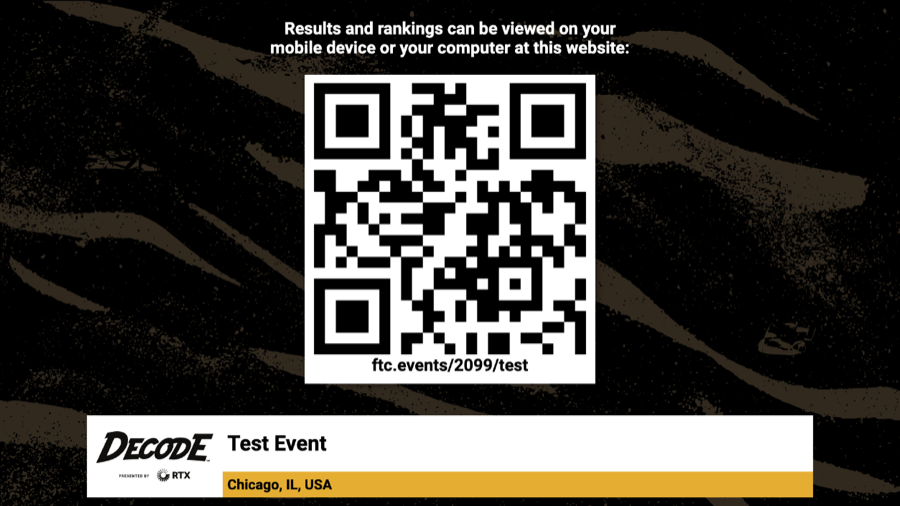 Results and rankings can be viewed on your
mobile device or your computer at this website:
ftc.events/2099/test
DECODE
PRESENTED BY RTX
Test Event
Chicago, IL, USA